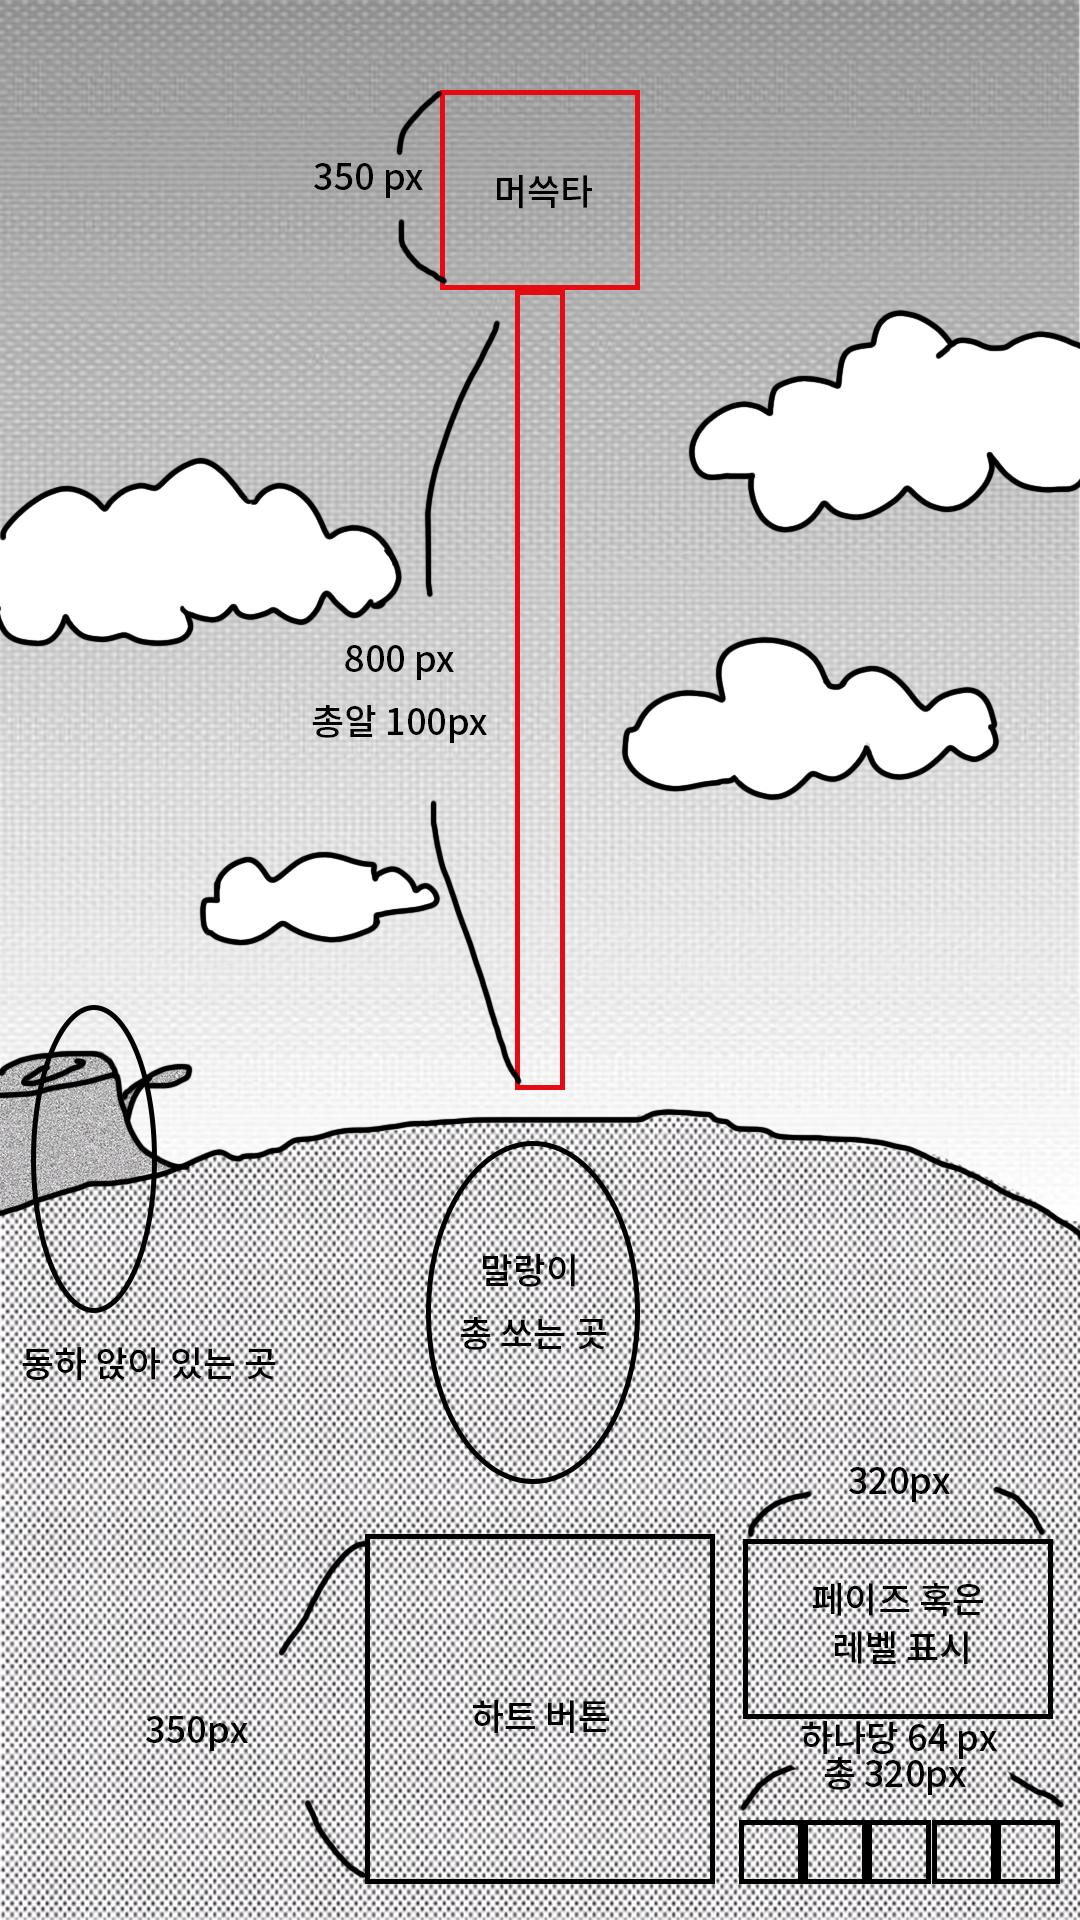 350 px
머쓱타
800 px
총알 100px
말랑이
총 쏘는 곳
동하 앉아 있는 곳
320px
페이즈 혹은
레벨 표시
하트 버튼
350px
하나당 64 px
총 320px